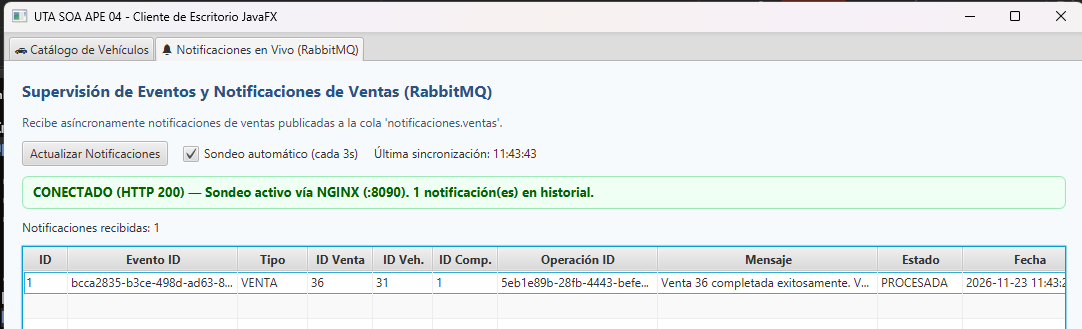 UTA SOA APE 04 - Cliente de Escritorio JavaFX
Catálogo de Vehículos Notificaciones en Vivo (RabbitMQ)
Supervisión de Eventos y Notificaciones de Ventas (RabbitMQ)
Recibe asíncronamente notificaciones de ventas publicadas a la cola 'notificaciones.ventas'.
Actualizar Notificaciones Sondeo automático (cada 3s) Última sincronización: 11:43:43
CONECTADO (HTTP 200) — Sondeo activo vía NGINX (:8090). 1 notificación(es) en historial.
Notificaciones recibidas: 1
ID Evento ID Tipo ID Venta ID Veh. ID Comp. Operación ID Mensaje Estado Fecha
1 bcca2835-b3ce-498d-ad63-8... VENTA 36 31 1 5eb1e89b-28fb-4443-befe... Venta 36 completada exitosamente. V... PROCESADA 2026-11-23 11:43:2